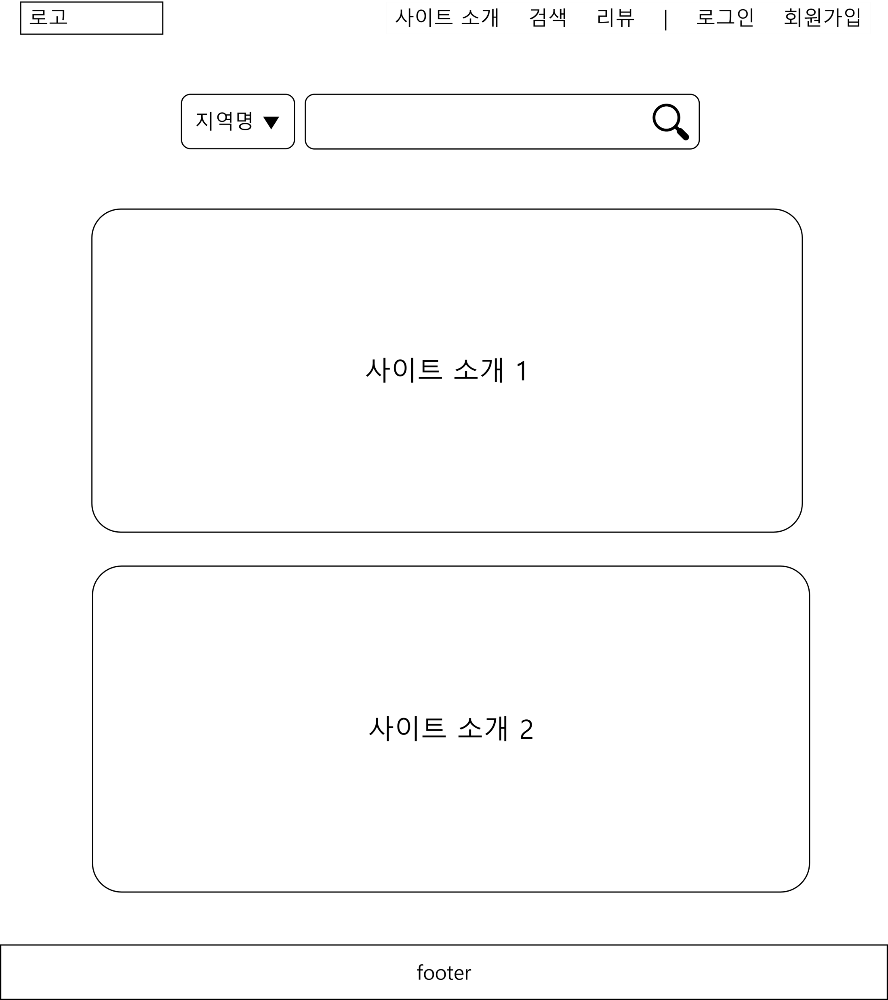 로고 사이트 소개 검색 리뷰 | 로그인 회원가입
지역명
사이트 소개 1
사이트 소개 2
footer